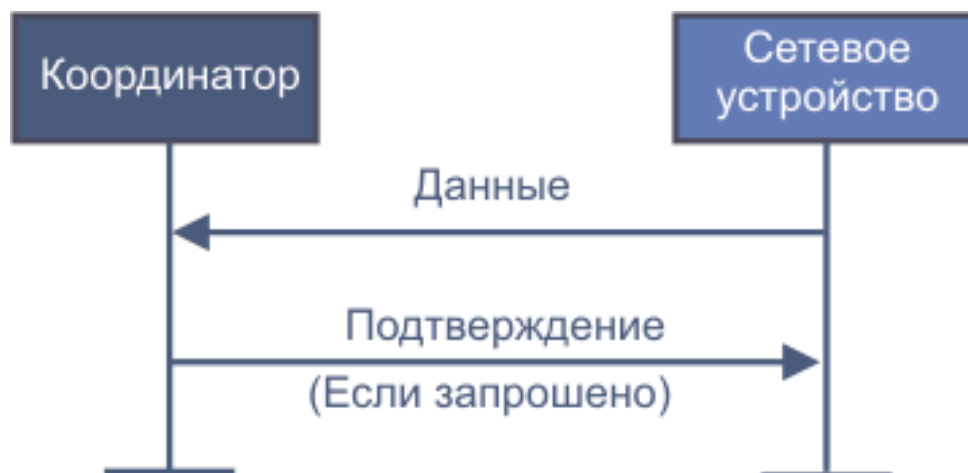 Координатор
Сетевое
устройство
Данные
Подтверждение
(Если запрошено)